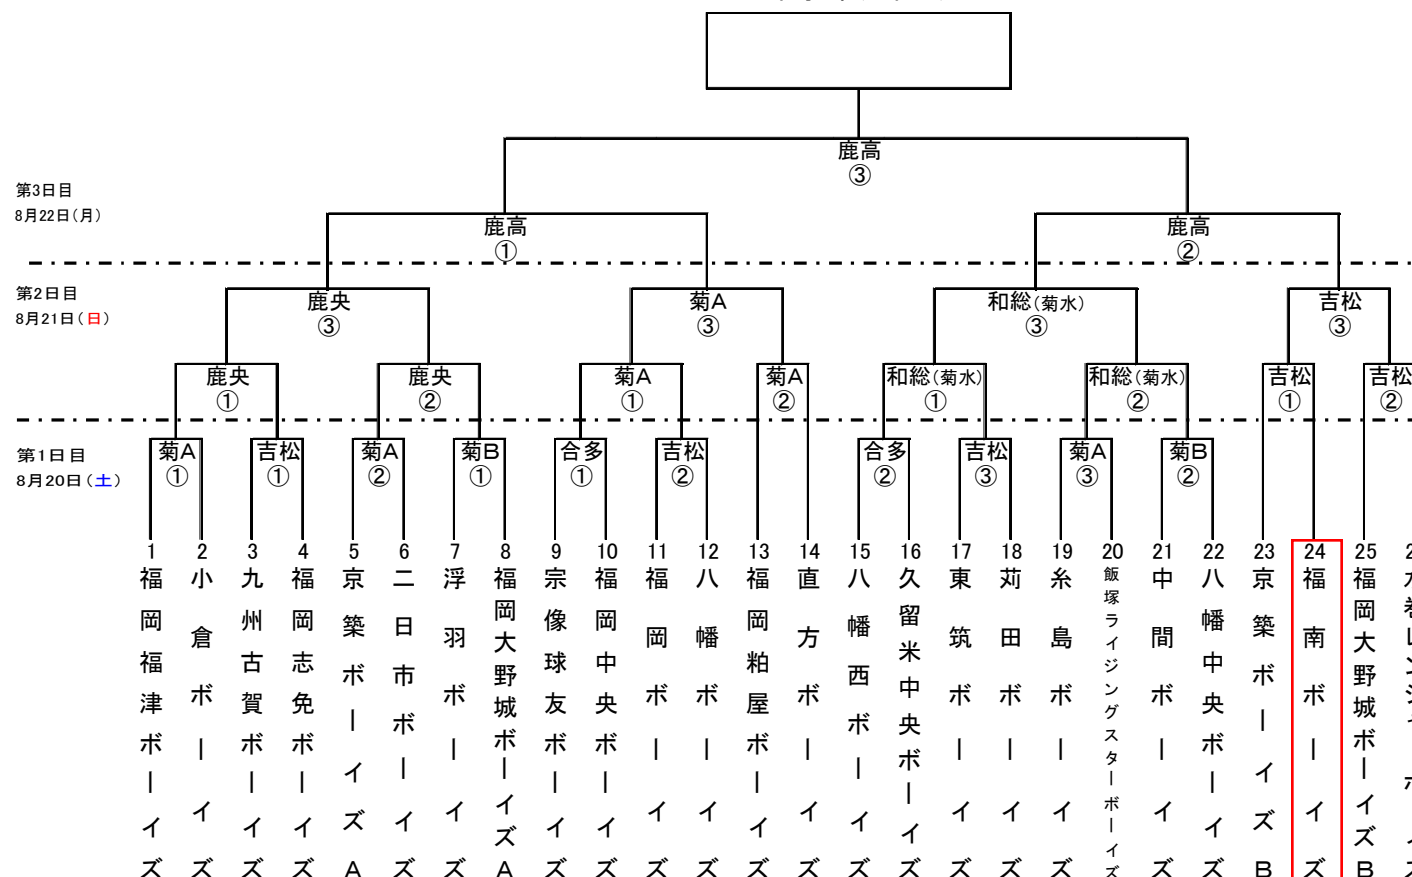 鹿高
③
第3日目
8月22日(月)
鹿高
①
鹿高
②
第2日目
8月21日(日)
鹿央
③
菊A
③
和総(菊水)
③
吉松
③
鹿央
①
鹿央
②
菊A
①
菊A
②
和総(菊水)
①
和総(菊水)
②
吉松
①
吉松
②
第1日目
8月20日(土)
菊A
①
吉松
①
菊A
②
菊B
①
合多
①
吉松
②
合多
②
吉松
③
菊A
③
菊B
②
1
福岡福津ボーイズ
2
小倉ボーイズ
3
九州古賀ボーイズ
4
福岡志免ボーイズ
5
京築ボーイズA
6
二日市ボーイズ
7
浮羽ボーイズ
8
福岡大野城ボーイズA
9
宗像球友ボーイズ
10
福岡中央ボーイズ
11
福岡ボーイズ
12
八幡ボーイズ
13
福岡粕屋ボーイズ
14
直方ボーイズ
15
八幡西ボーイズ
16
久留米中央ボーイズ
17
東筑ボーイズ
18
苅田ボーイズ
19
糸島ボーイズ
20
飯塚ライジングスターボーイズ
21
中間ボーイズ
22
八幡中央ボーイズ
23
京築ボーイズB
24
福南ボーイズ
25
福岡大野城ボーイズB